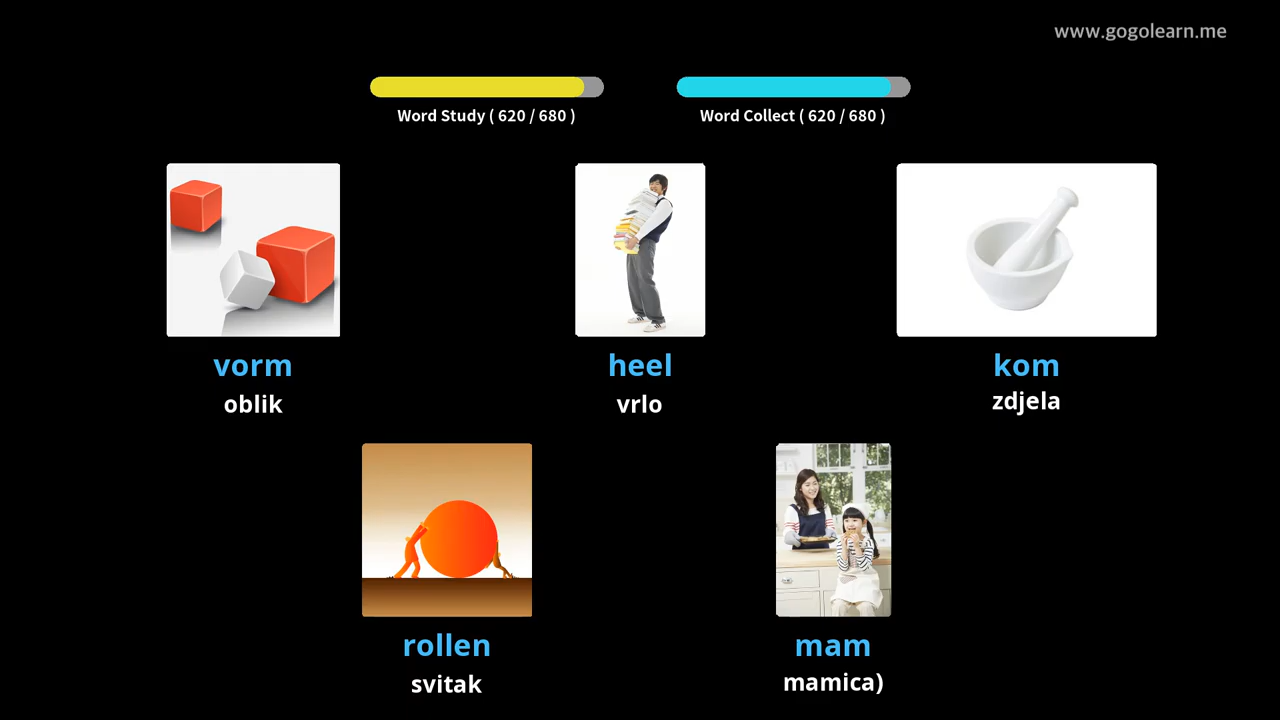 www.gogolearn.me
Word Study ( 620 / 680 )
Word Collect ( 620 / 680 )
vorm
oblik
heel
vrlo
kom
zdjela
rollen
svitak
mam
mamica)